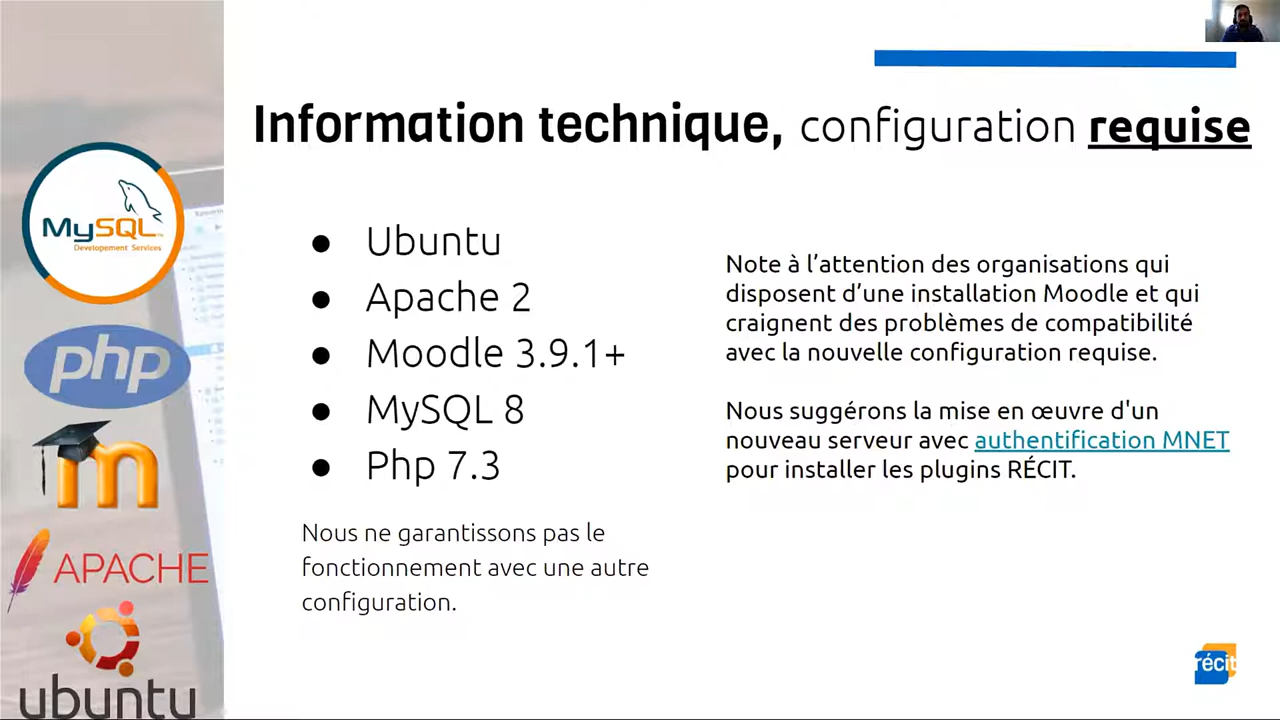 Information technique, configuration requise
MySQL
Developement Services
php
m
APACHE
ubuntu
● Ubuntu
● Apache 2
● Moodle 3.9.1+
● MySQL 8
● Php 7.3
Nous ne garantissons pas le
fonctionnement avec une autre
configuration.
Note à l’attention des organisations qui
disposent d’une installation Moodle et qui
craignent des problèmes de compatibilité
avec la nouvelle configuration requise.
Nous suggérons la mise en œuvre d'un
nouveau serveur avec authentification MNET
pour installer les plugins RÉCIT.
récit